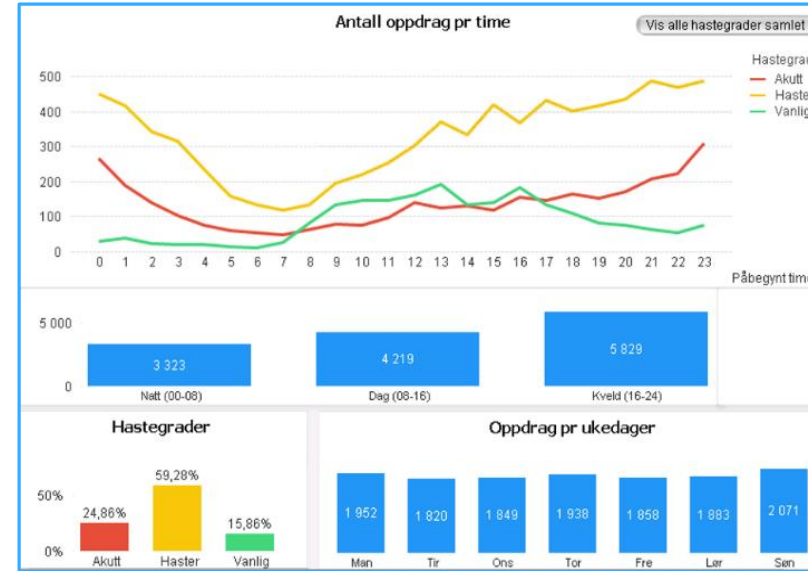 Antall oppdrag pr time
Vis alle hastegrader samlet
Hastegrad
Akutt
Haste
Vanlig
500
400
300
200
100
0
0 1 2 3 4 5 6 7 8 9 10 11 12 13 14 15 16 17 18 19 20 21 22 23
Påbegynt time
5 000
0
3 323
4 219
5 829
Natt (00-08)
Dag (08-16)
Kveld (16-24)
Hastegrader
50%
0%
24,86%
59,28%
15,86%
Akutt
Haster
Vanlig
Oppdrag pr ukedager
1 952
1 820
1 849
1 938
1 858
1 883
2 071
Man
Tir
Ons
Tor
Fre
Lør
Søn